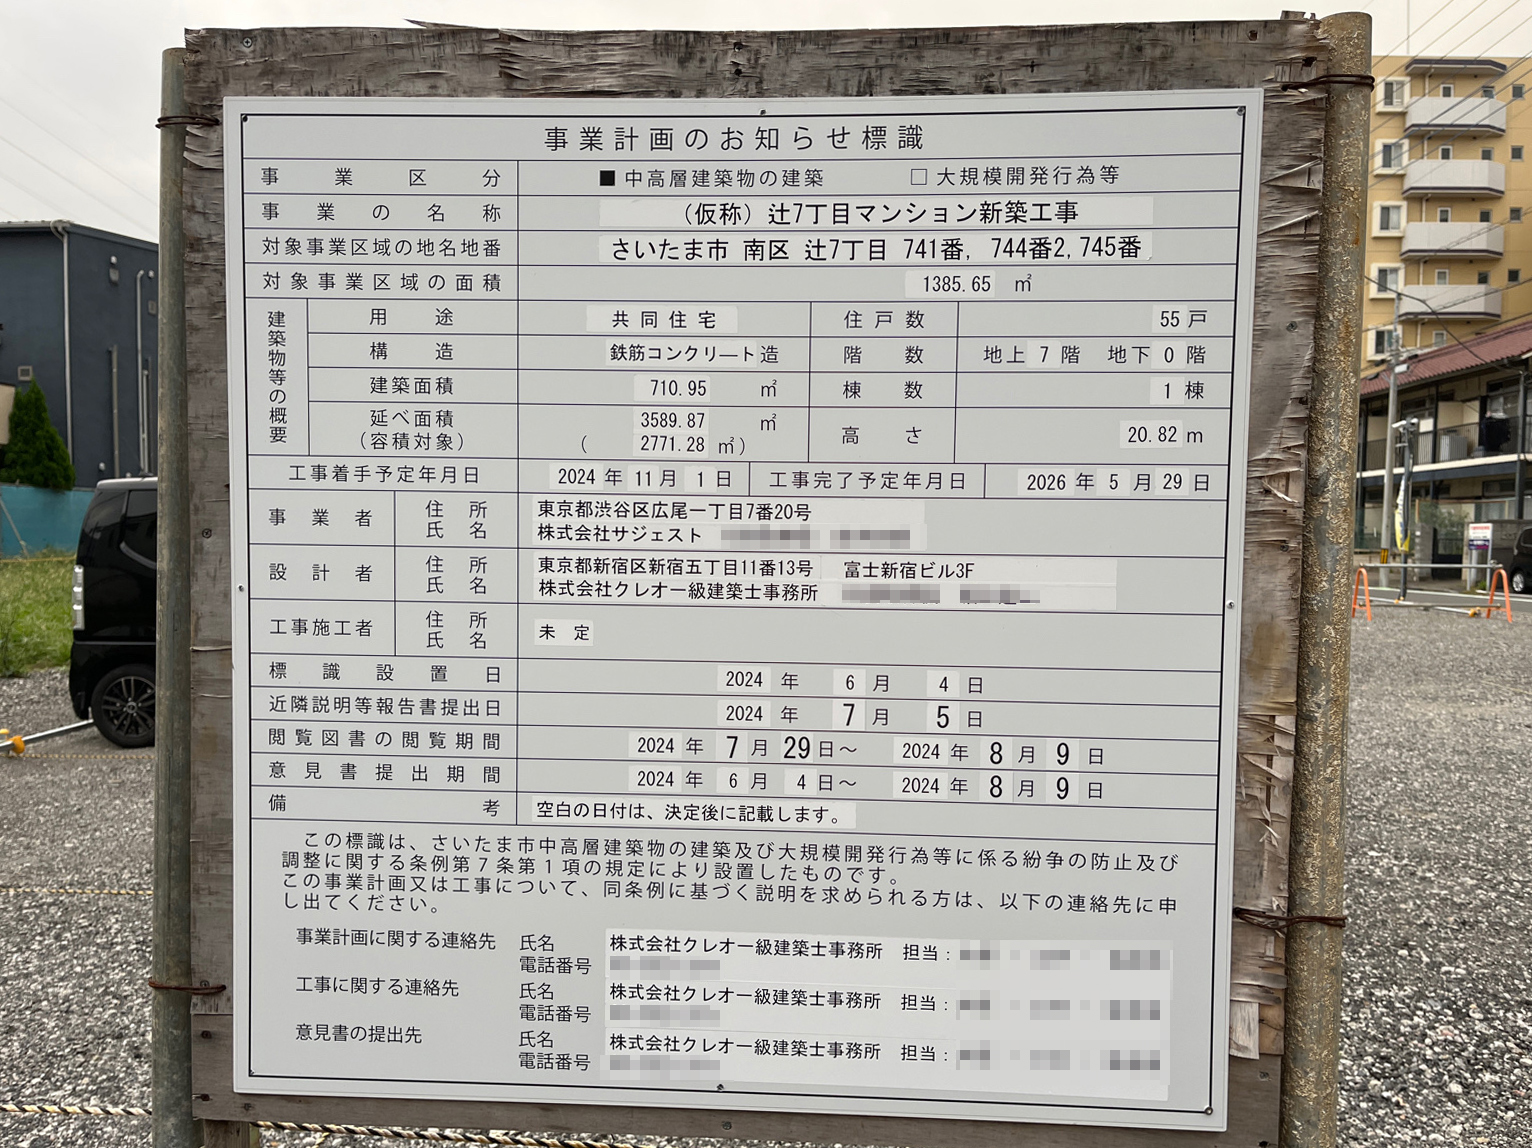 事業計画のお知らせ標識
事業区分 ■中高層建築物の建築 □大規模開発行為等
事業の名称 （仮称）辻7丁目マンション新築工事
対象事業区域の地名地番 さいたま市 南区 辻7丁目 741番, 744番2, 745番
対象事業区域の面積 1385.65 ㎡
建築物等の概要
用途 共同住宅 住戸数 55戸
構造 鉄筋コンクリート造 階数 地上 7 階 地下 0 階
建築面積 710.95 ㎡ 棟数 1 棟
延べ面積 3589.87 ㎡
（容積対象） （ 2771.28 ㎡） 高さ 20.82 m
工事着手予定年月日 2024 年 11 月 1 日 工事完了予定年月日 2026 年 5 月 29 日
事業者 住所 東京都渋谷区広尾一丁目7番20号
氏名 株式会社サジェスト
設計者 住所 東京都新宿区新宿五丁目11番13号 富士新宿ビル3F
氏名 株式会社クレオ一級建築士事務所
工事施工者 住所 氏名 未定
標識設置日 2024 年 6 月 4 日
近隣説明等報告書提出日 2024 年 7 月 5 日
閲覧図書の閲覧期間 2024 年 7 月 29 日～ 2024 年 8 月 9 日
意見書提出期間 2024 年 6 月 4 日～ 2024 年 8 月 9 日
備考 空白の日付は、決定後に記載します。
この標識は、さいたま市中高層建築物の建築及び大規模開発行為等に係る紛争の防止及び
調整に関する条例第7条第1項の規定により設置したものです。
この事業計画又は工事について、同条例に基づく説明を求められる方は、以下の連絡先に申
し出てください。
事業計画に関する連絡先 氏名 株式会社クレオ一級建築士事務所 担当：
電話番号
工事に関する連絡先 氏名 株式会社クレオ一級建築士事務所 担当：
電話番号
意見書の提出先 氏名 株式会社クレオ一級建築士事務所 担当：
電話番号